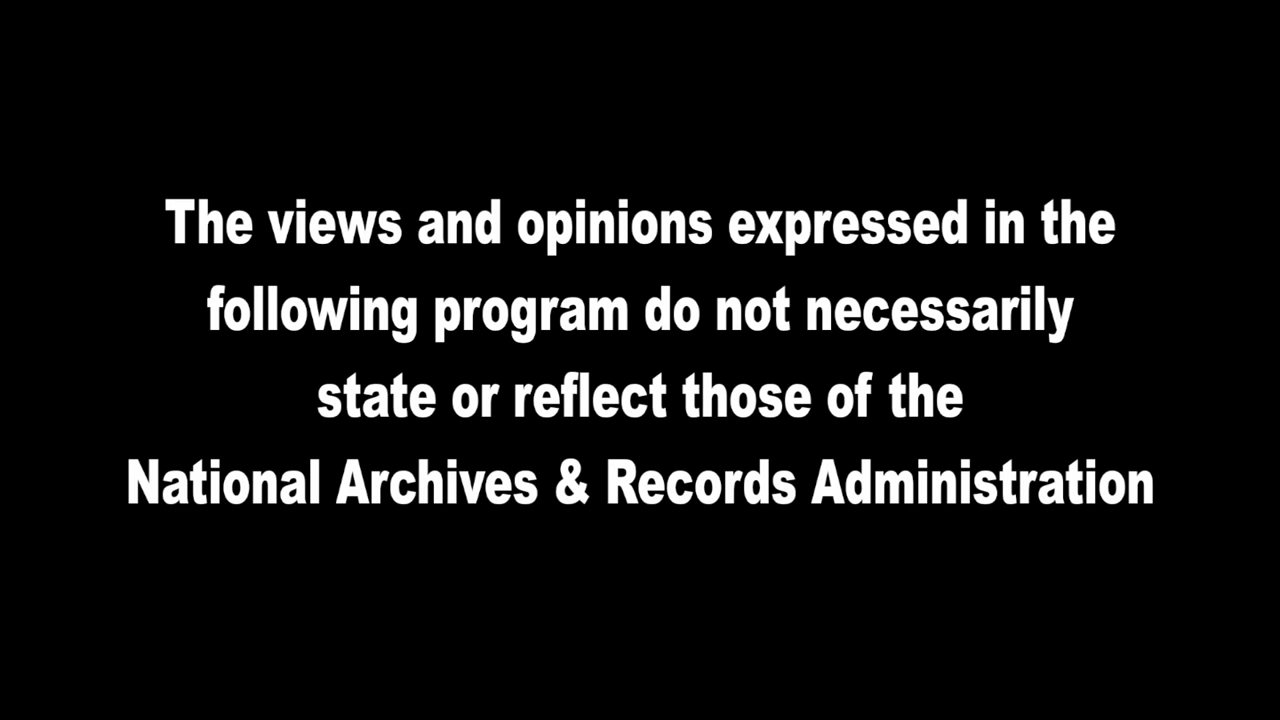 The views and opinions expressed in the
following program do not necessarily
state or reflect those of the
National Archives & Records Administration